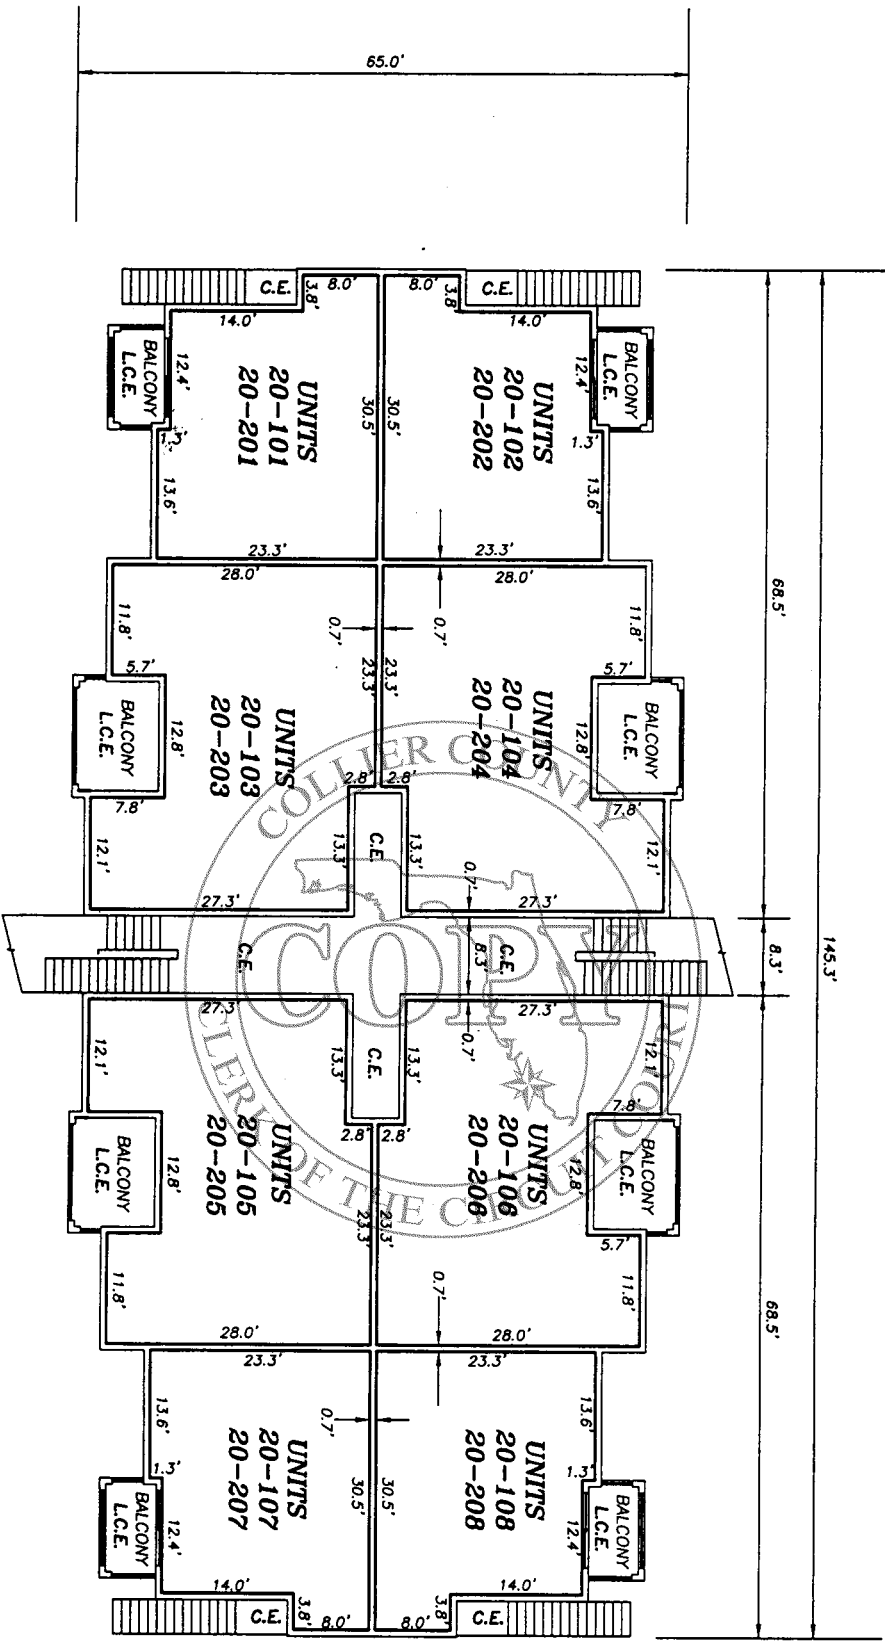 65.0'
145.3'
68.5'
8.3'
68.5'
C.E.
8.0'
8.0'
C.E.
3.8'
3.8
14.0'
14.0'
BALCONY
L.C.E.
12.4'
UNITS
20-101
20-201
30.5'
30.5'
UNITS
20-102
20-202
12.4'
BALCONY
L.C.E.
1.3'
1.3'
13.6'
13.6'
23.3'
23.3'
28.0'
28.0'
11.8'
0.7'
0.7'
11.8'
5.7'
23.3'
23.3'
5.7'
BALCONY
L.C.E.
12.8'
UNITS
20-103
20-203
UNITS
20-104
20-204
12.8'
BALCONY
L.C.E.
2.8'
2.8'
7.8'
7.8'
12.1'
13.3'
C.E.
13.3'
12.1'
27.3'
0.7'
27.3'
C.E.
8.3'
C.E.
COLLIER COUNTY
COPY
CLERK OF THE CIRCUIT COURT
27.3'
27.3'
0.7'
12.1'
13.3'
C.E.
13.3'
12.1'
7.8'
2.8'
2.8'
BALCONY
L.C.E.
12.8'
UNITS
20-105
20-205
UNITS
20-106
20-206
12.8'
BALCONY
L.C.E.
23.3'
23.3'
5.7'
11.8'
0.7'
11.8'
28.0'
28.0'
23.3'
23.3'
13.6'
0.7'
13.6'
1.3'
1.3'
BALCONY
L.C.E.
12.4'
UNITS
20-107
20-207
30.5'
30.5'
UNITS
20-108
20-208
12.4'
BALCONY
L.C.E.
14.0'
14.0'
3.8'
3.8'
C.E.
8.0'
8.0'
C.E.